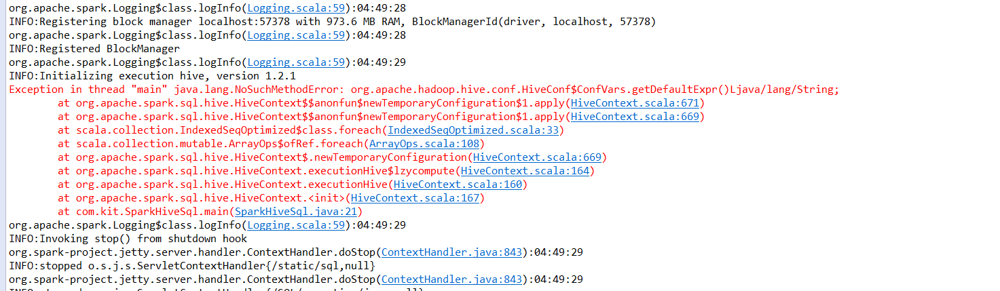 org.apache.spark.Logging$class.logInfo(Logging.scala:59):04:49:28
INFO:Registering block manager localhost:57378 with 973.6 MB RAM, BlockManagerId(driver, localhost, 57378)
org.apache.spark.Logging$class.logInfo(Logging.scala:59):04:49:28
INFO:Registered BlockManager
org.apache.spark.Logging$class.logInfo(Logging.scala:59):04:49:29
INFO:Initializing execution hive, version 1.2.1
Exception in thread "main" java.lang.NoSuchMethodError: org.apache.hadoop.hive.conf.HiveConf$ConfVars.getDefaultExpr()Ljava/lang/String;
at org.apache.spark.sql.hive.HiveContext$$anonfun$newTemporaryConfiguration$1.apply(HiveContext.scala:671)
at org.apache.spark.sql.hive.HiveContext$$anonfun$newTemporaryConfiguration$1.apply(HiveContext.scala:669)
at scala.collection.IndexedSeqOptimized$class.foreach(IndexedSeqOptimized.scala:33)
at scala.collection.mutable.ArrayOps$ofRef.foreach(ArrayOps.scala:108)
at org.apache.spark.sql.hive.HiveContext$.newTemporaryConfiguration(HiveContext.scala:669)
at org.apache.spark.sql.hive.HiveContext.executionHive$lzycompute(HiveContext.scala:164)
at org.apache.spark.sql.hive.HiveContext.executionHive(HiveContext.scala:160)
at org.apache.spark.sql.hive.HiveContext.<init>(HiveContext.scala:167)
at com.kit.SparkHiveSql.main(SparkHiveSql.java:21)
org.apache.spark.Logging$class.logInfo(Logging.scala:59):04:49:29
INFO:Invoking stop() from shutdown hook
org.spark-project.jetty.server.handler.ContextHandler.doStop(ContextHandler.java:843):04:49:29
INFO:stopped o.s.j.s.ServletContextHandler{/static/sql,null}
org.spark-project.jetty.server.handler.ContextHandler.doStop(ContextHandler.java:843):04:49:29